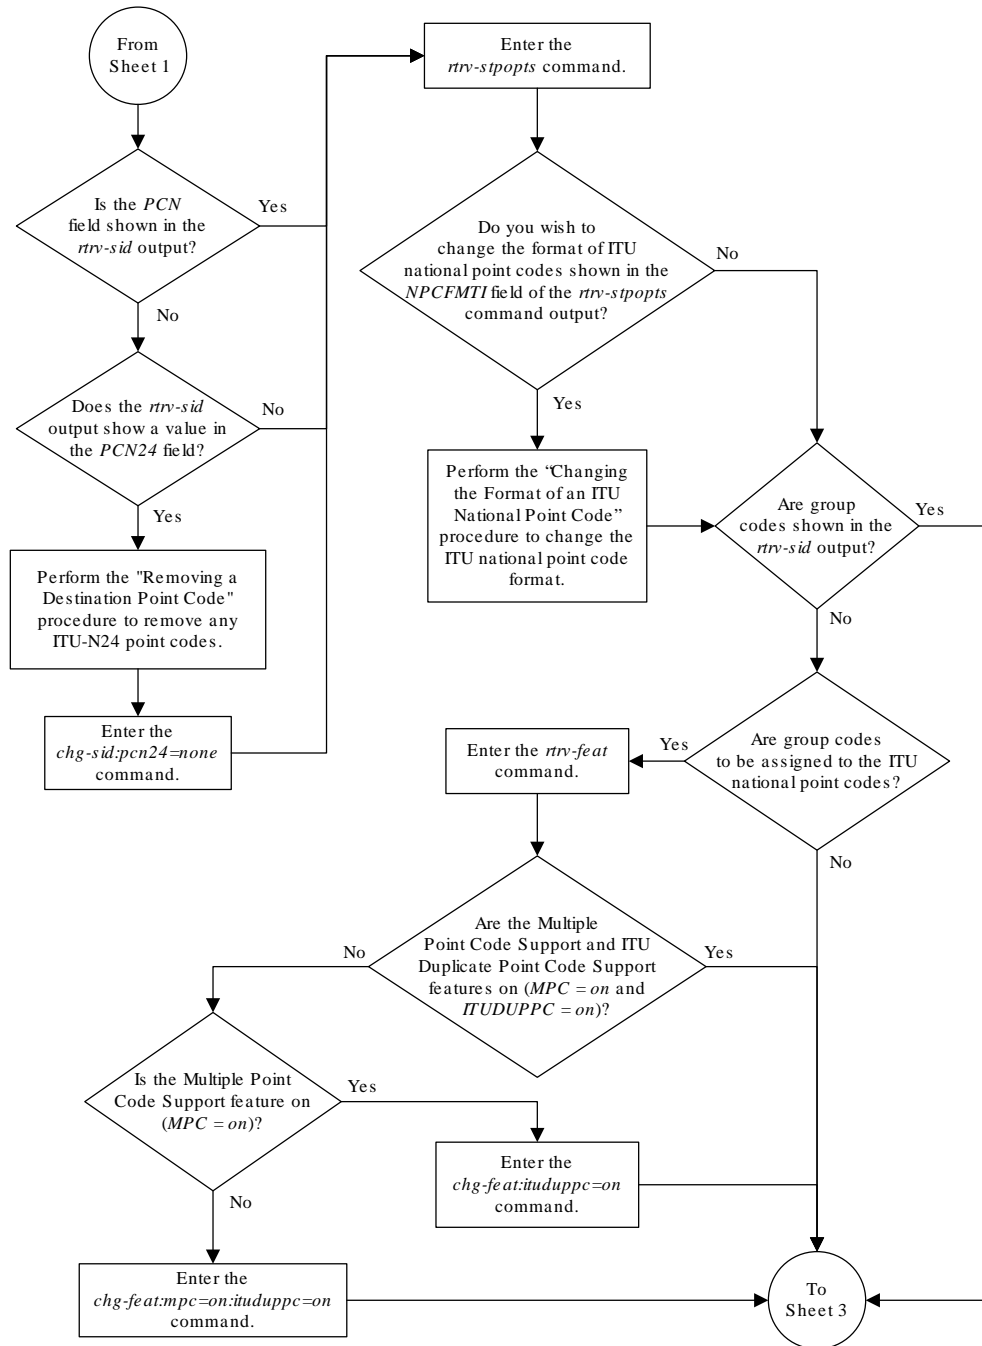 From
Sheet 1
Is the PCN
field shown in the
rtrv-sid output?
Yes
No
Does the rtrv-sid
output show a value in
the PCN24 field?
No
Yes
Perform the "Removing a
Destination Point Code"
procedure to remove any
ITU-N24 point codes.
Enter the
chg-sid:pcn24=none
command.
Enter the
rtrv-stpopts command.
Do you wish to
change the format of ITU
national point codes shown in the
NPCFMTI field of the rtrv-stpopts
command output?
No
Yes
Perform the “Changing
the Format of an ITU
National Point Code”
procedure to change the
ITU national point code
format.
Are group
codes shown in the
rtrv-sid output?
Yes
No
Are group codes
to be assigned to the ITU
national point codes?
Yes
No
Enter the rtrv-feat
command.
Are the Multiple
Point Code Support and ITU
Duplicate Point Code Support
features on (MPC = on and
ITUDUPPC = on)?
No
Yes
Is the Multiple Point
Code Support feature on
(MPC = on)?
Yes
No
Enter the
chg-feat:ituduppc=on
command.
Enter the
chg-feat:mpc=on:ituduppc=on
command.
To
Sheet 3